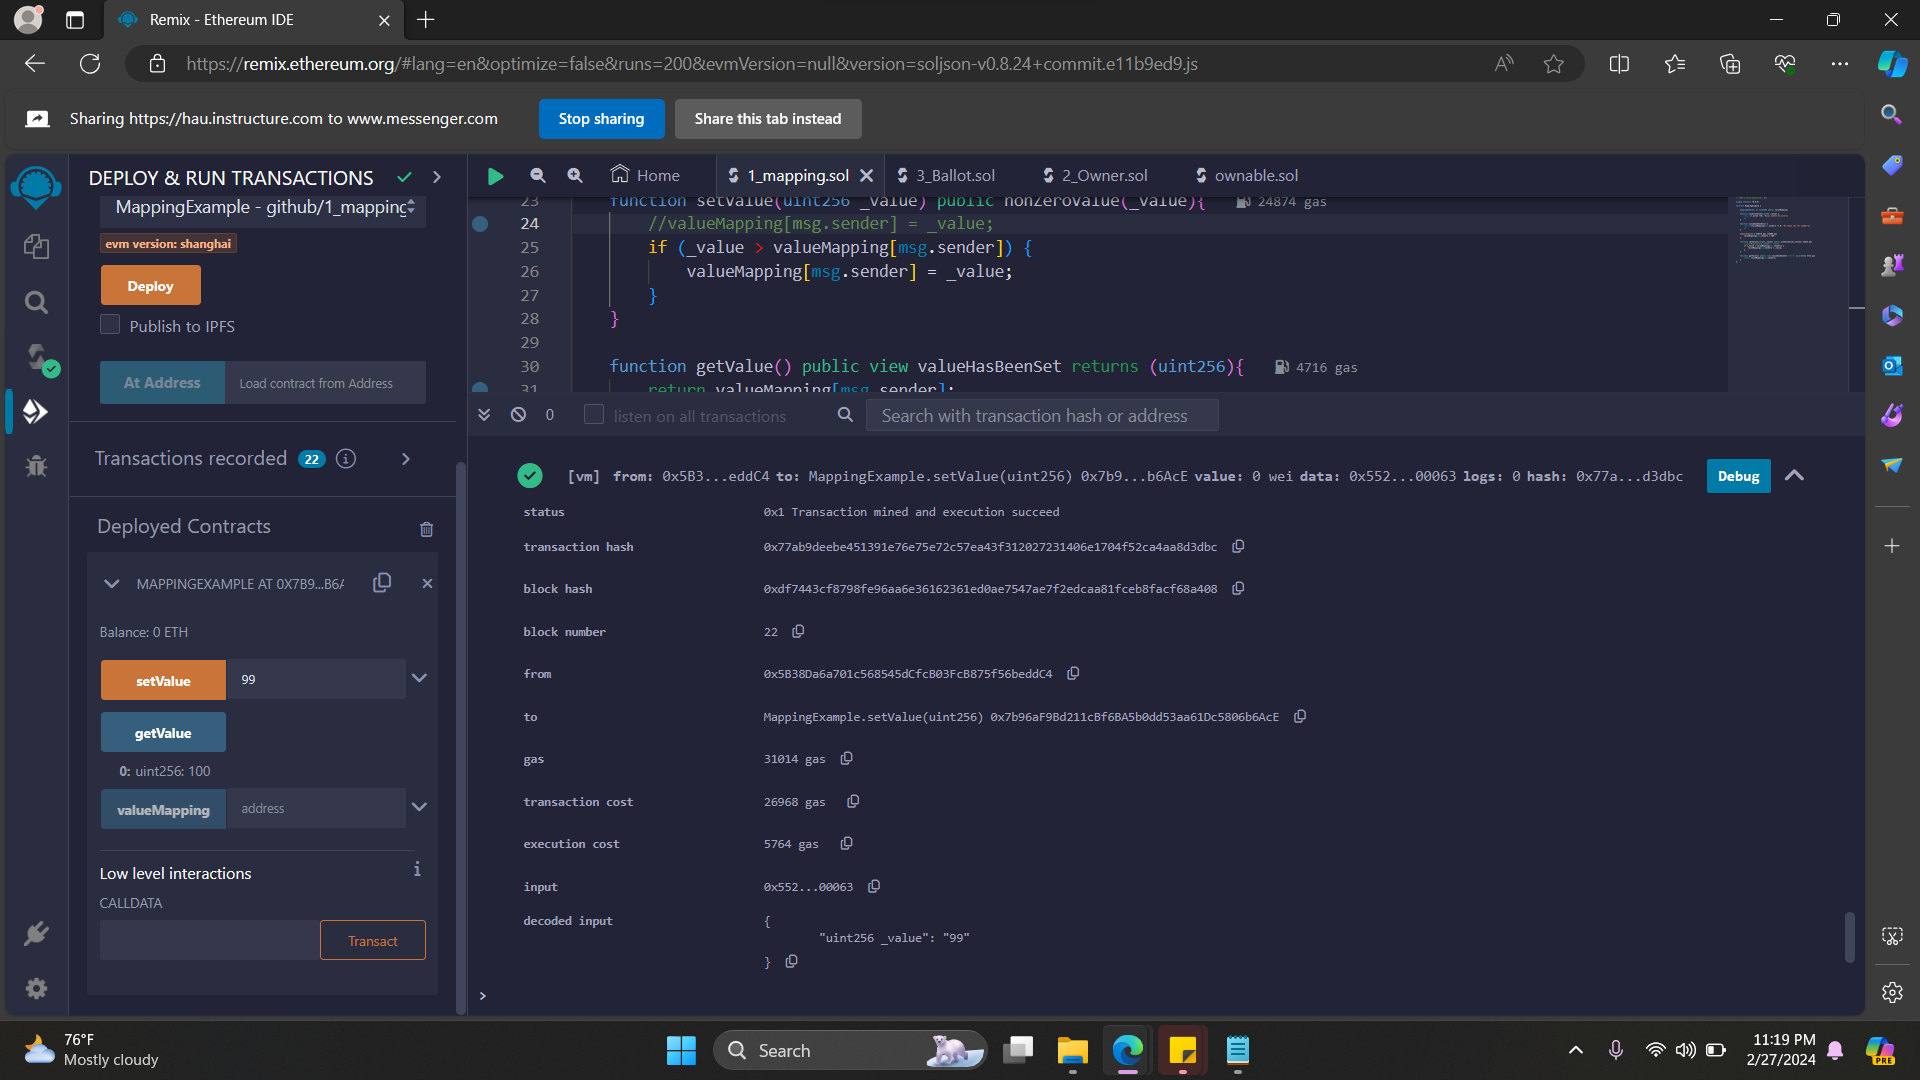 Remix - Ethereum IDE
https://remix.ethereum.org/#lang=en&optimize=false&runs=200&evmVersion=null&version=soljson-v0.8.24+commit.e11b9ed9.js
Sharing https://hau.instructure.com to www.messenger.com
Stop sharing
Share this tab instead
DEPLOY & RUN TRANSACTIONS
MappingExample - github/1_mapping
evm version: shanghai
Deploy
Publish to IPFS
At Address
Load contract from Address
Transactions recorded 22 i
Deployed Contracts
MAPPINGEXAMPLE AT 0X7B9...B6A
Balance: 0 ETH
setValue 99
getValue
0: uint256: 100
valueMapping address
Low level interactions i
CALLDATA
Transact
Home
1_mapping.sol
3_Ballot.sol
2_Owner.sol
ownable.sol
23 function setValue(uint256 _value) public nonZeroValue(_value){ 24874 gas
24 //valueMapping[msg.sender] = _value;
25 if (_value > valueMapping[msg.sender]) {
26 valueMapping[msg.sender] = _value;
27 }
28 }
29
30 function getValue() public view valueHasBeenSet returns (uint256){ 4716 gas
31 return valueMapping[msg.sender];
0 listen on all transactions Search with transaction hash or address
[vm] from: 0x5B3...eddC4 to: MappingExample.setValue(uint256) 0x7b9...b6AcE value: 0 wei data: 0x552...00063 logs: 0 hash: 0x77a...d3dbc Debug
status 0x1 Transaction mined and execution succeed
transaction hash 0x77ab9deebe451391e76e75e72c57ea43f312027231406e1704f52ca4aa8d3dbc
block hash 0xdf7443cf8798fe96aa6e36162361ed0ae7547ae7f2edcaa81fceb8facf68a408
block number 22
from 0x5B38Da6a701c568545dCfcB03FcB875f56beddC4
to MappingExample.setValue(uint256) 0x7b96aF9Bd211cBf6BA5b0dd53aa61Dc5806b6AcE
gas 31014 gas
transaction cost 26968 gas
execution cost 5764 gas
input 0x552...00063
decoded input {
"uint256 _value": "99"
}
>
76°F
Mostly cloudy
Search
11:19 PM
2/27/2024
PRE